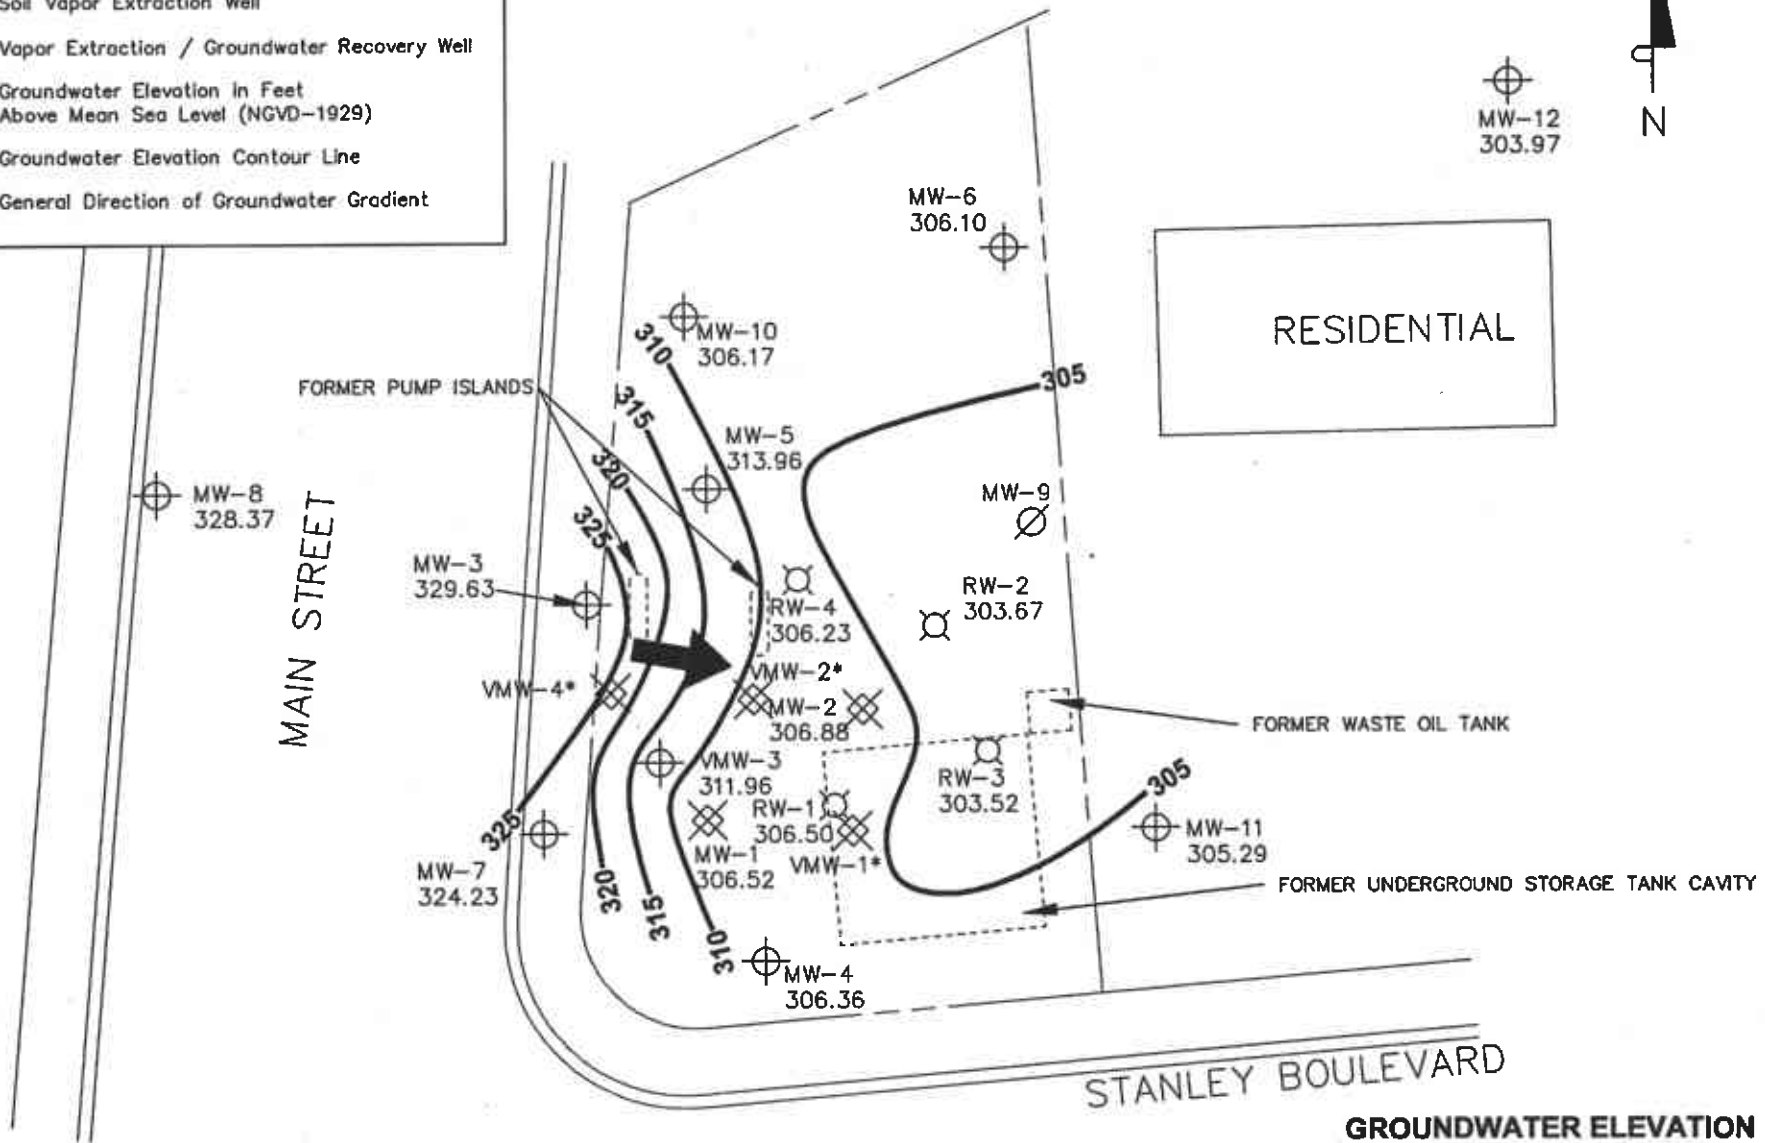 Soil Vapor Extraction Well
Vapor Extraction / Groundwater Recovery Well
Groundwater Elevation in Feet
Above Mean Sea Level (NGVD-1929)
Groundwater Elevation Contour Line
General Direction of Groundwater Gradient
N
MW-12
303.97
MW-6
306.10
RESIDENTIAL
310
MW-10
306.17
FORMER PUMP ISLANDS
305
315
MW-5
313.96
320
MW-8
328.37
MAIN STREET
325
MW-9
MW-3
329.63
RW-4
306.23
RW-2
303.67
VMW-4*
VMW-2*
MW-2
306.88
FORMER WASTE OIL TANK
VMW-3
311.96
RW-3
303.52
305
RW-1
306.50
325
MW-1
306.52
VMW-1*
MW-11
305.29
MW-7
324.23
320
315
310
FORMER UNDERGROUND STORAGE TANK CAVITY
MW-4
306.36
STANLEY BOULEVARD
GROUNDWATER ELEVATION